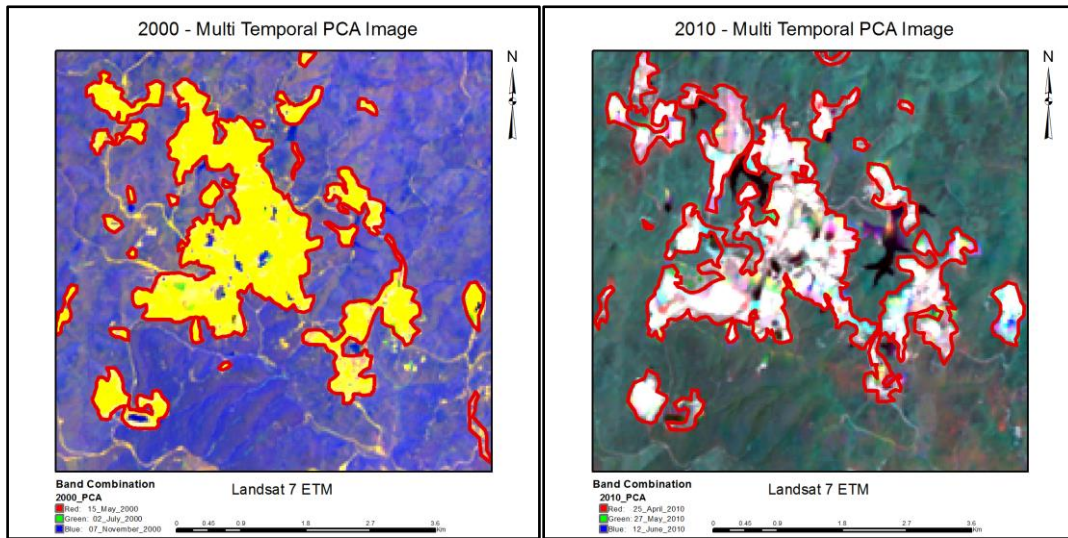 2000 - Multi Temporal PCA Image
N
Band Combination
2000_PCA
Red: 15_May_2000
Green: 02_July_2000
Blue: 07_November_2000
Landsat 7 ETM
0 0.45 0.9 1.8 2.7 3.6
Km
2010 - Multi Temporal PCA Image
N
Band Combination
2010_PCA
Red: 25_April_2010
Green: 27_May_2010
Blue: 12_June_2010
Landsat 7 ETM
0 0.45 0.9 1.8 2.7 3.6
Km